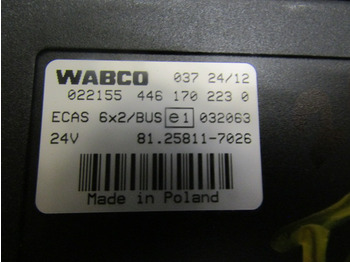 WABCO 037 24/12
022155 446 170 223 0
ECAS 6x2/BUS e1 032063
24V 81.25811-7026
Made in Poland